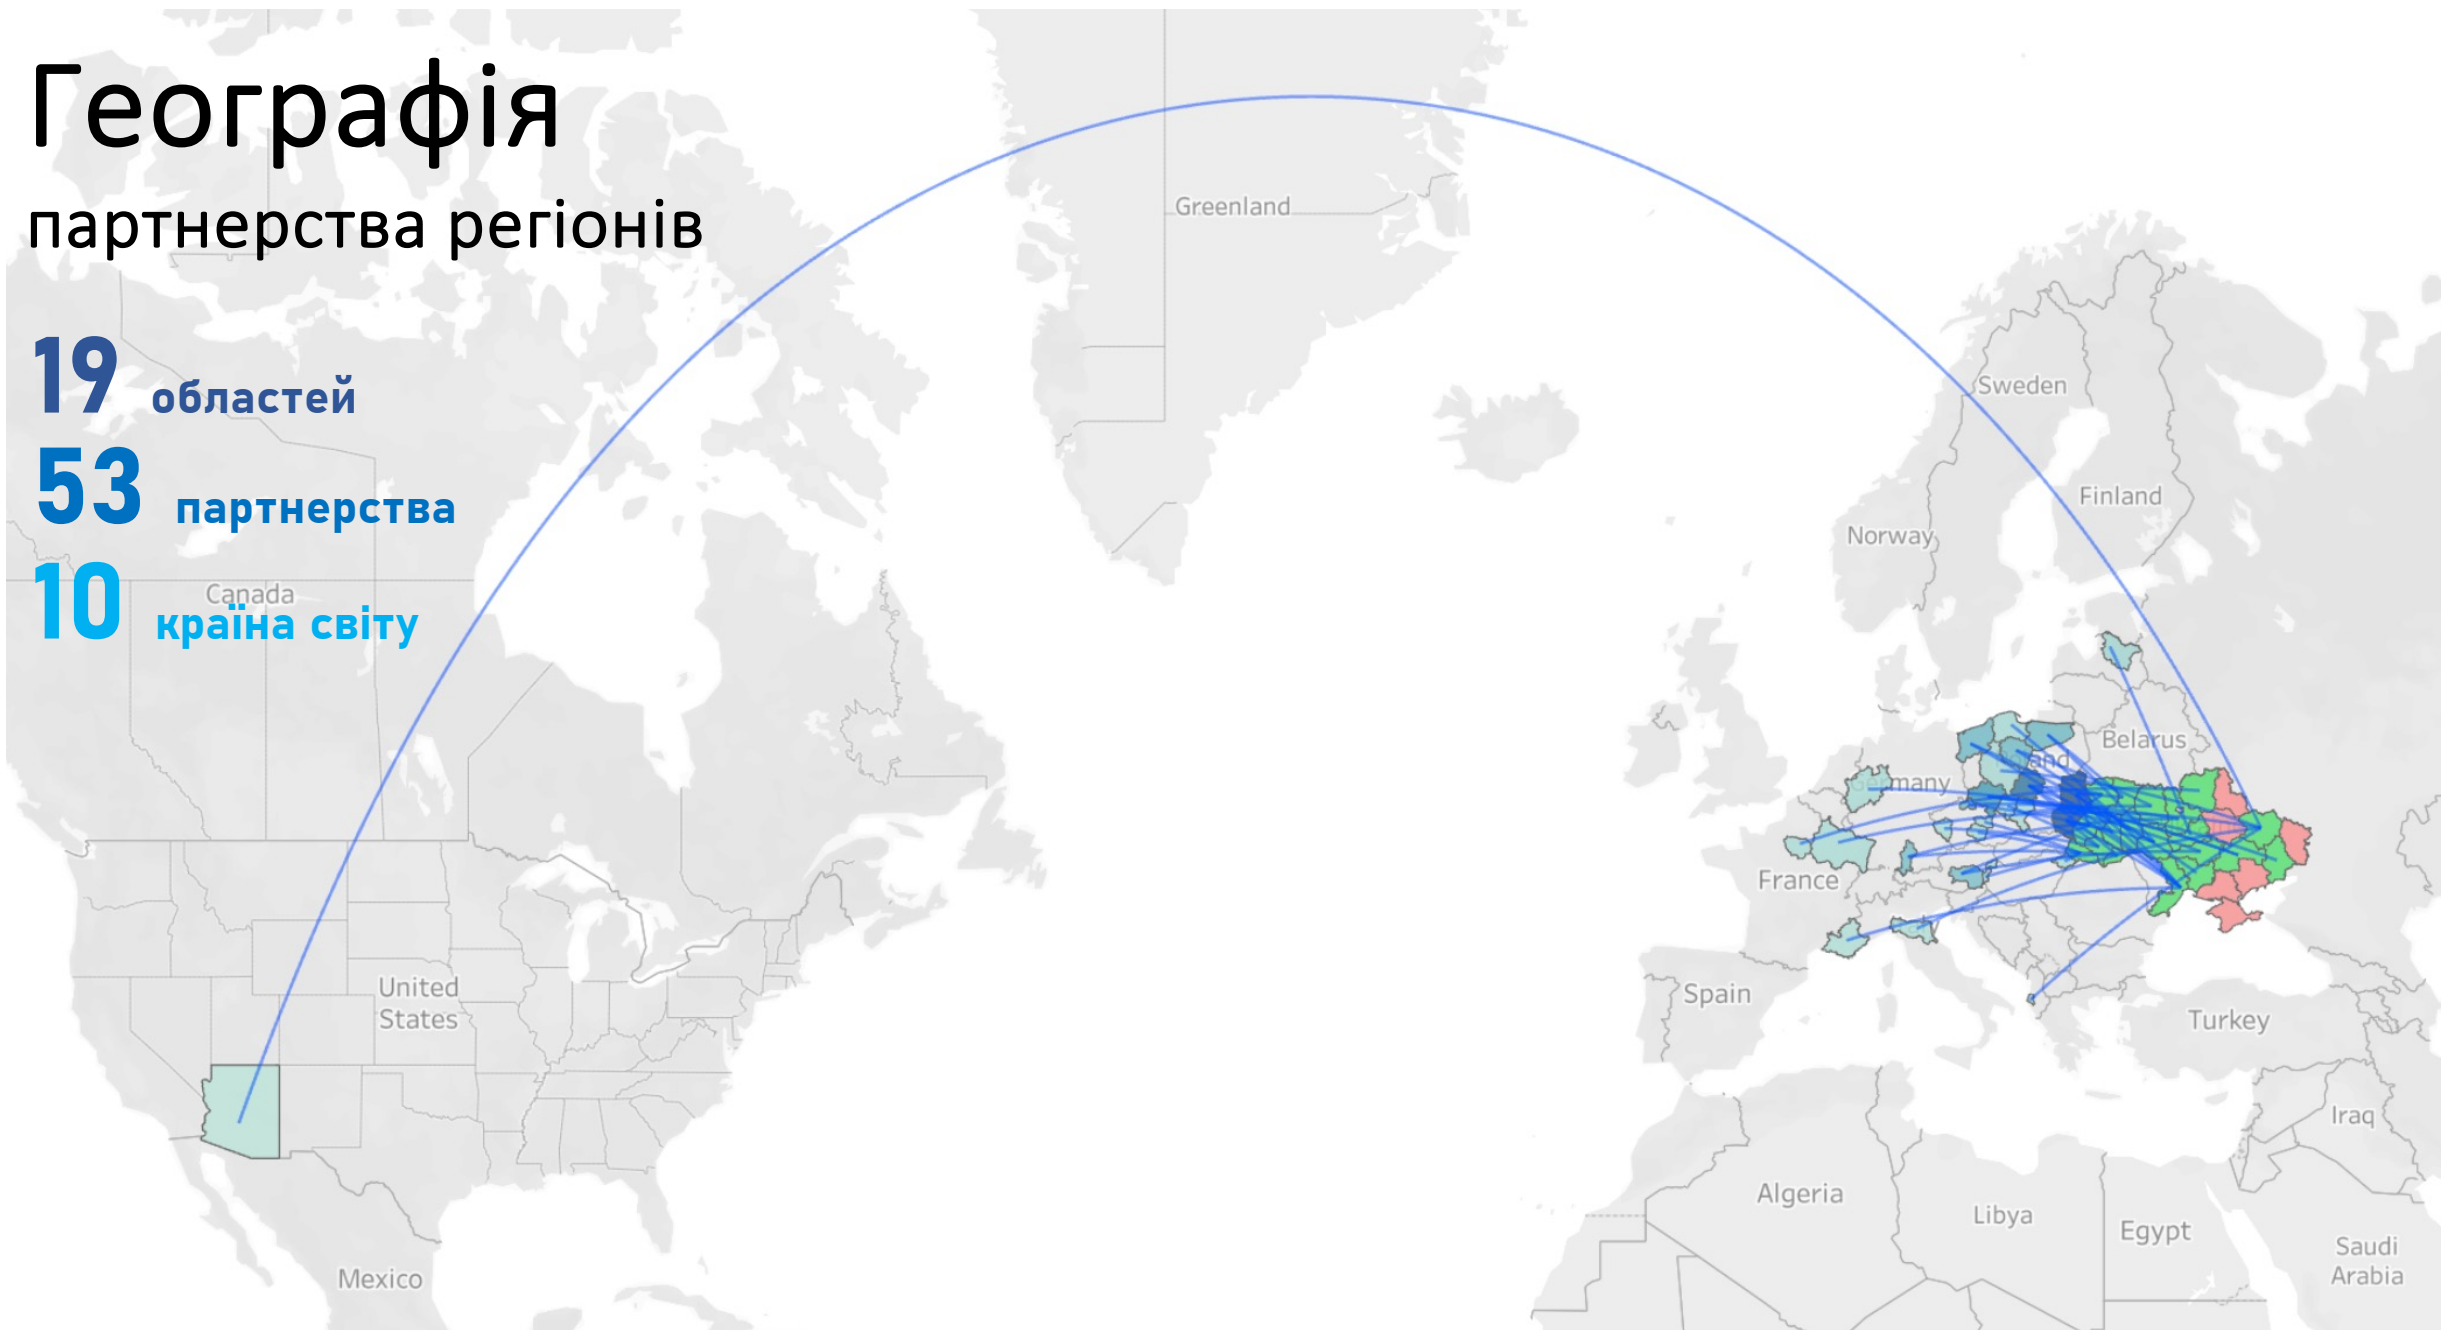 Географія
партнерства регіонів
19 областей
53 партнерства
10 країна світу
Greenland
Sweden
Finland
Norway
Canada
Belarus
Germany
France
United
States
Spain
Turkey
Iraq
Algeria
Libya
Egypt
Saudi
Arabia
Mexico